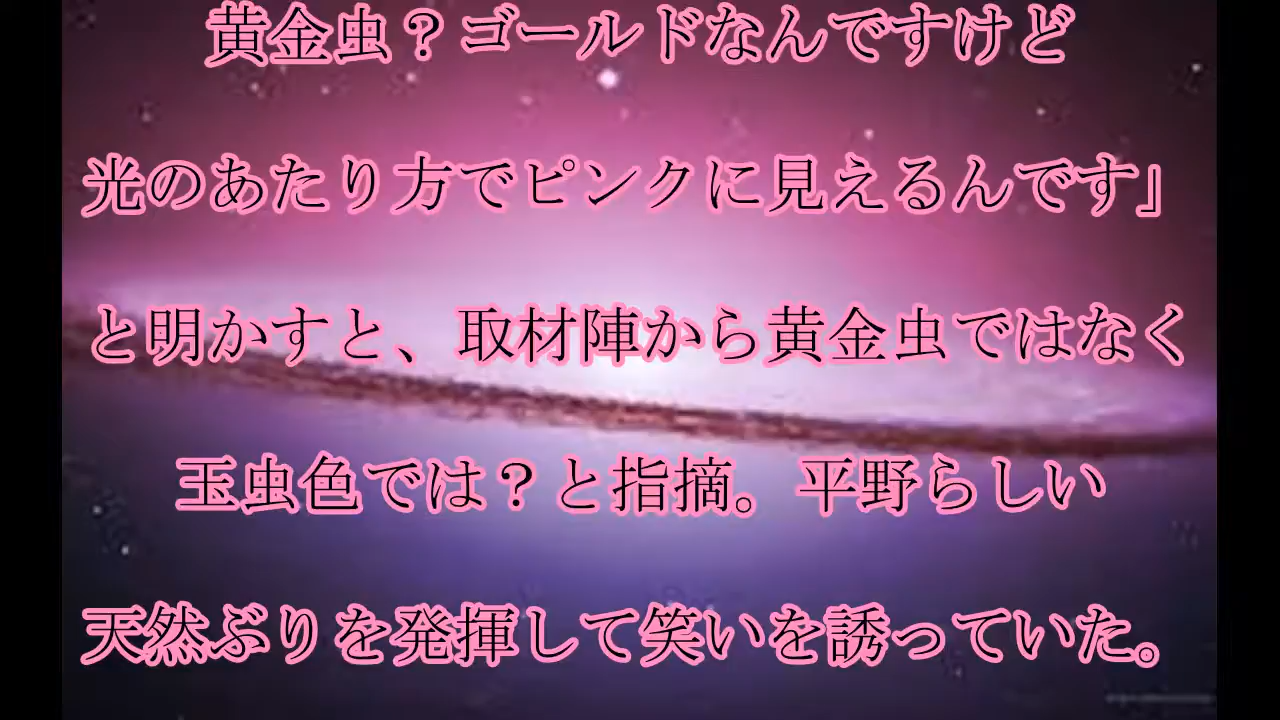 黄金虫？ゴールドなんですけど
光のあたり方でピンクに見えるんです」
と明かすと、取材陣から黄金虫ではなく
玉虫色では？と指摘。平野らしい
天然ぶりを発揮して笑いを誘っていた。